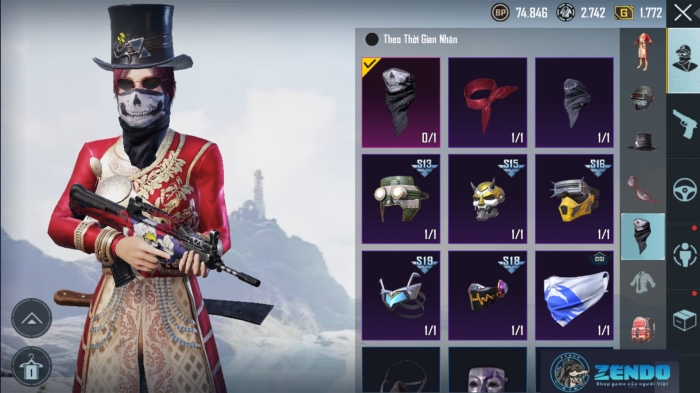 BP 74.846 AG 2.742 G 1.772
Theo Thời Gian Nhận
0/1 1/1 1/1
S13 S15 S16
1/1 1/1 1/1
S19 S18 OSI
1/1 1/1 1/1
ZENDO
Shop game của người Việt